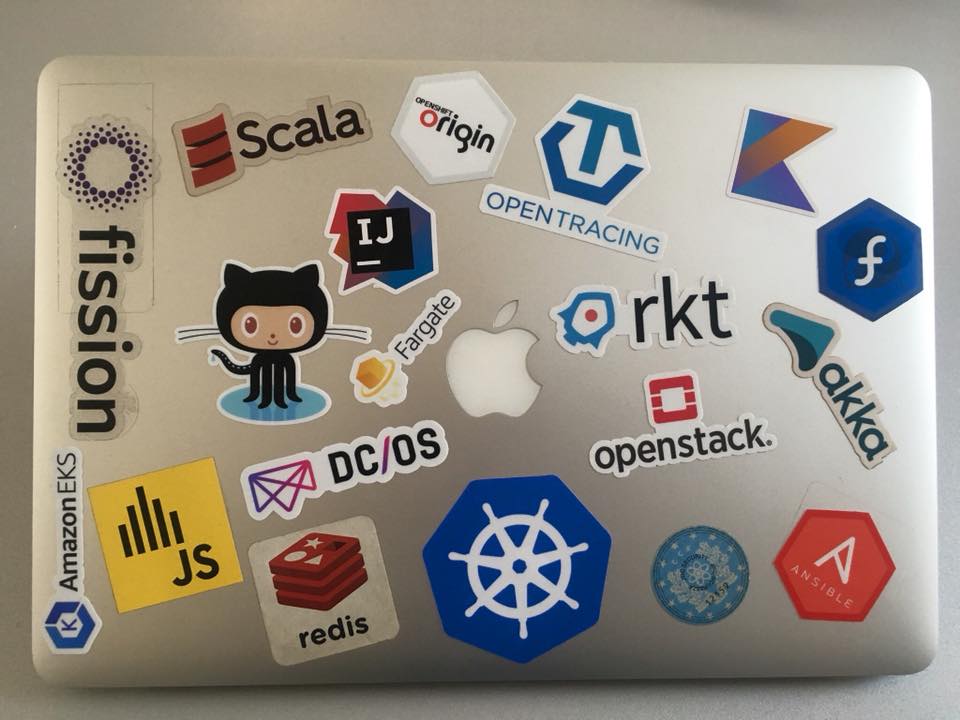 fission
Scala
OPENSHIFT
origin
OPENTRACING
IJ
Fargate
rkt
akka
openstack.
DC/OS
AmazonEKS
K
JS
redis
A
ANSIBLE